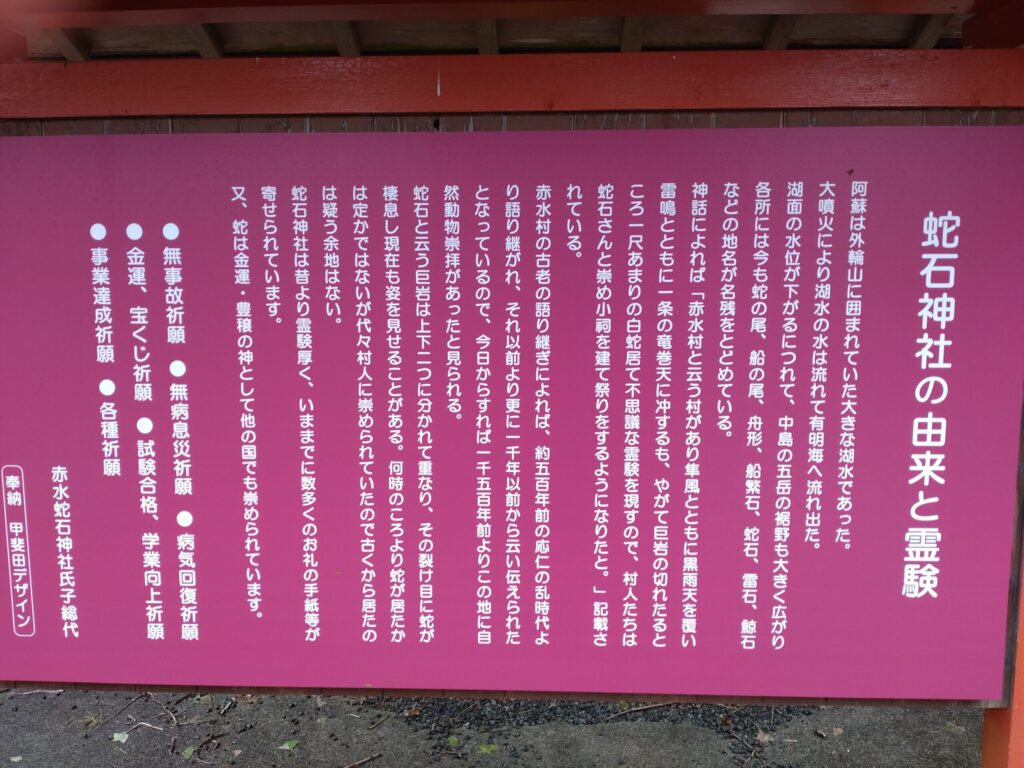 蛇石神社の由来と霊験
阿蘇は外輪山に囲まれていた大きな湖水であった。
大噴火により湖水の水は流れて有明海へ流れ出た。
湖面の水位が下がるにつれて、中島の五岳の裾野も大きく広がり
各所には今も蛇の尾、船の尾、舟形、船繁石、蛇石、雷石、鯨石
などの地名が名残をとどめている。
神話によれば「赤水村と云う村があり隼風とともに黒雨天を覆い
雷鳴とともに一条の竜巻天に冲するも、やがて巨岩の切れたると
ころ一尺あまりの白蛇居て不思議な霊験を現すので、村人たちは
蛇石さんと崇め小祠を建て祭りをするようになりたと。」記載さ
れている。
赤水村の古老の語り継ぎによれば、約五百年前の応仁の乱時代よ
り語り継がれ、それ以前より更に一千年以前から云い伝えられた
となっているので、今日からすれば一千五百年前よりこの地に自
然動物崇拝があったと見られる。
蛇石と云う巨岩は上下二つに分かれて重なり、その裂け目に蛇が
棲息し現在も姿を見せることがある。何時のころより蛇が居たか
は定かではないが代々村人に崇められていたので古くから居たの
は疑う余地はない。
蛇石神社は昔より霊験厚く、いままでに数多くのお礼の手紙等が
寄せられています。
又、蛇は金運・豊穣の神として他の国でも崇められています。
●無事故祈願 ●無病息災祈願 ●病気回復祈願
●金運、宝くじ祈願 ●試験合格、学業向上祈願
●事業達成祈願 ●各種祈願
赤水蛇石神社氏子総代
奉納 甲斐田デザイン